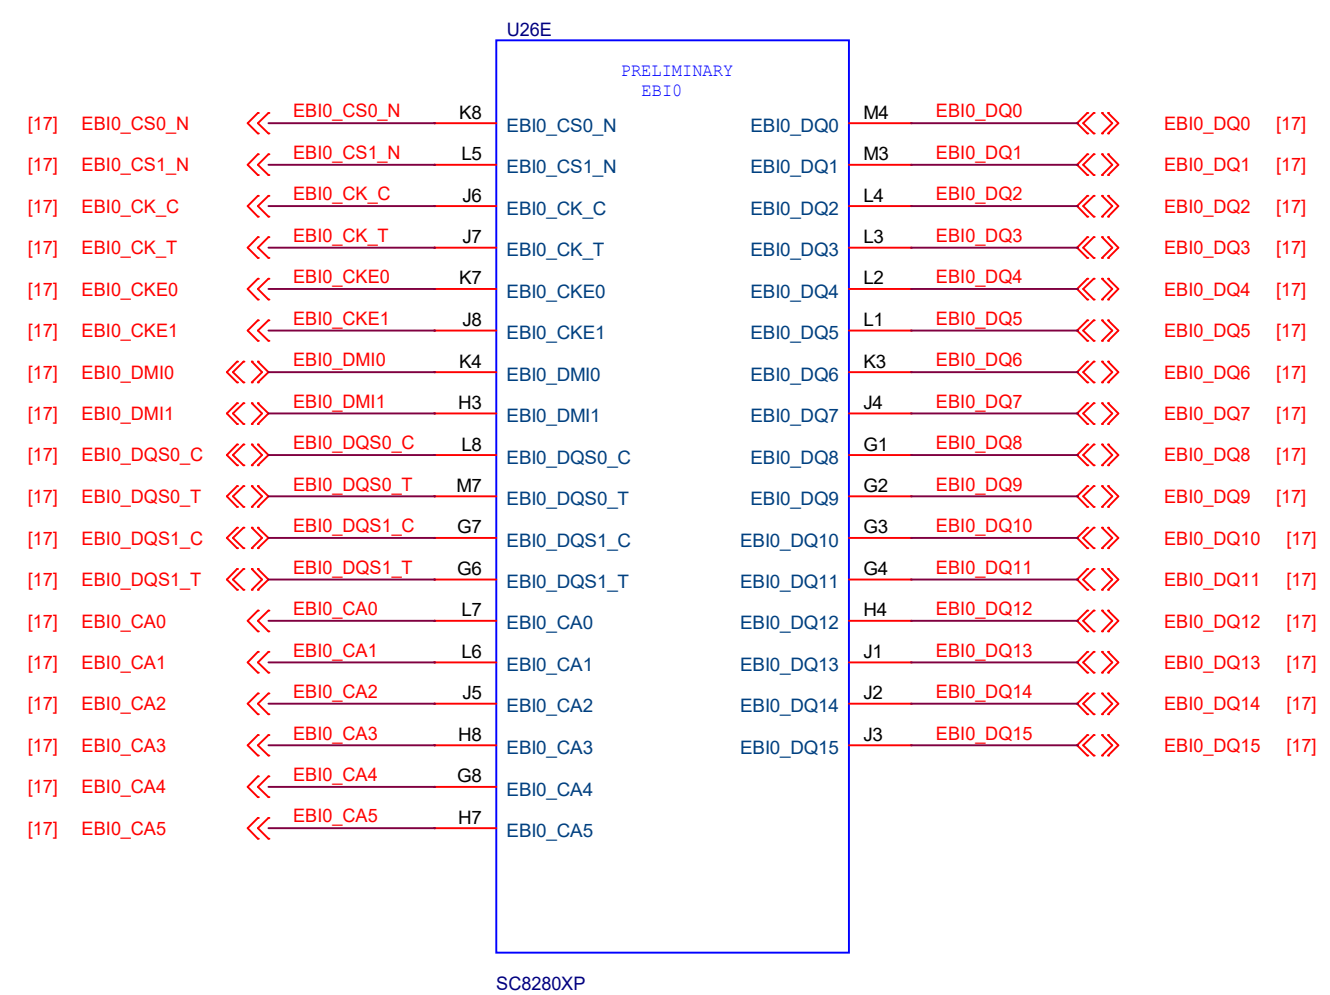 U26E
PRELIMINARY
EBI0
[17] EBI0_CS0_N EBI0_CS0_N K8 EBI0_CS0_N EBI0_DQ0 M4 EBI0_DQ0 EBI0_DQ0 [17]
[17] EBI0_CS1_N EBI0_CS1_N L5 EBI0_CS1_N EBI0_DQ1 M3 EBI0_DQ1 EBI0_DQ1 [17]
[17] EBI0_CK_C EBI0_CK_C J6 EBI0_CK_C EBI0_DQ2 L4 EBI0_DQ2 EBI0_DQ2 [17]
[17] EBI0_CK_T EBI0_CK_T J7 EBI0_CK_T EBI0_DQ3 L3 EBI0_DQ3 EBI0_DQ3 [17]
[17] EBI0_CKE0 EBI0_CKE0 K7 EBI0_CKE0 EBI0_DQ4 L2 EBI0_DQ4 EBI0_DQ4 [17]
[17] EBI0_CKE1 EBI0_CKE1 J8 EBI0_CKE1 EBI0_DQ5 L1 EBI0_DQ5 EBI0_DQ5 [17]
[17] EBI0_DMI0 EBI0_DMI0 K4 EBI0_DMI0 EBI0_DQ6 K3 EBI0_DQ6 EBI0_DQ6 [17]
[17] EBI0_DMI1 EBI0_DMI1 H3 EBI0_DMI1 EBI0_DQ7 J4 EBI0_DQ7 EBI0_DQ7 [17]
[17] EBI0_DQS0_C EBI0_DQS0_C L8 EBI0_DQS0_C EBI0_DQ8 G1 EBI0_DQ8 EBI0_DQ8 [17]
[17] EBI0_DQS0_T EBI0_DQS0_T M7 EBI0_DQS0_T EBI0_DQ9 G2 EBI0_DQ9 EBI0_DQ9 [17]
[17] EBI0_DQS1_C EBI0_DQS1_C G7 EBI0_DQS1_C EBI0_DQ10 G3 EBI0_DQ10 EBI0_DQ10 [17]
[17] EBI0_DQS1_T EBI0_DQS1_T G6 EBI0_DQS1_T EBI0_DQ11 G4 EBI0_DQ11 EBI0_DQ11 [17]
[17] EBI0_CA0 EBI0_CA0 L7 EBI0_CA0 EBI0_DQ12 H4 EBI0_DQ12 EBI0_DQ12 [17]
[17] EBI0_CA1 EBI0_CA1 L6 EBI0_CA1 EBI0_DQ13 J1 EBI0_DQ13 EBI0_DQ13 [17]
[17] EBI0_CA2 EBI0_CA2 J5 EBI0_CA2 EBI0_DQ14 J2 EBI0_DQ14 EBI0_DQ14 [17]
[17] EBI0_CA3 EBI0_CA3 H8 EBI0_CA3 EBI0_DQ15 J3 EBI0_DQ15 EBI0_DQ15 [17]
[17] EBI0_CA4 EBI0_CA4 G8 EBI0_CA4
[17] EBI0_CA5 EBI0_CA5 H7 EBI0_CA5
SC8280XP